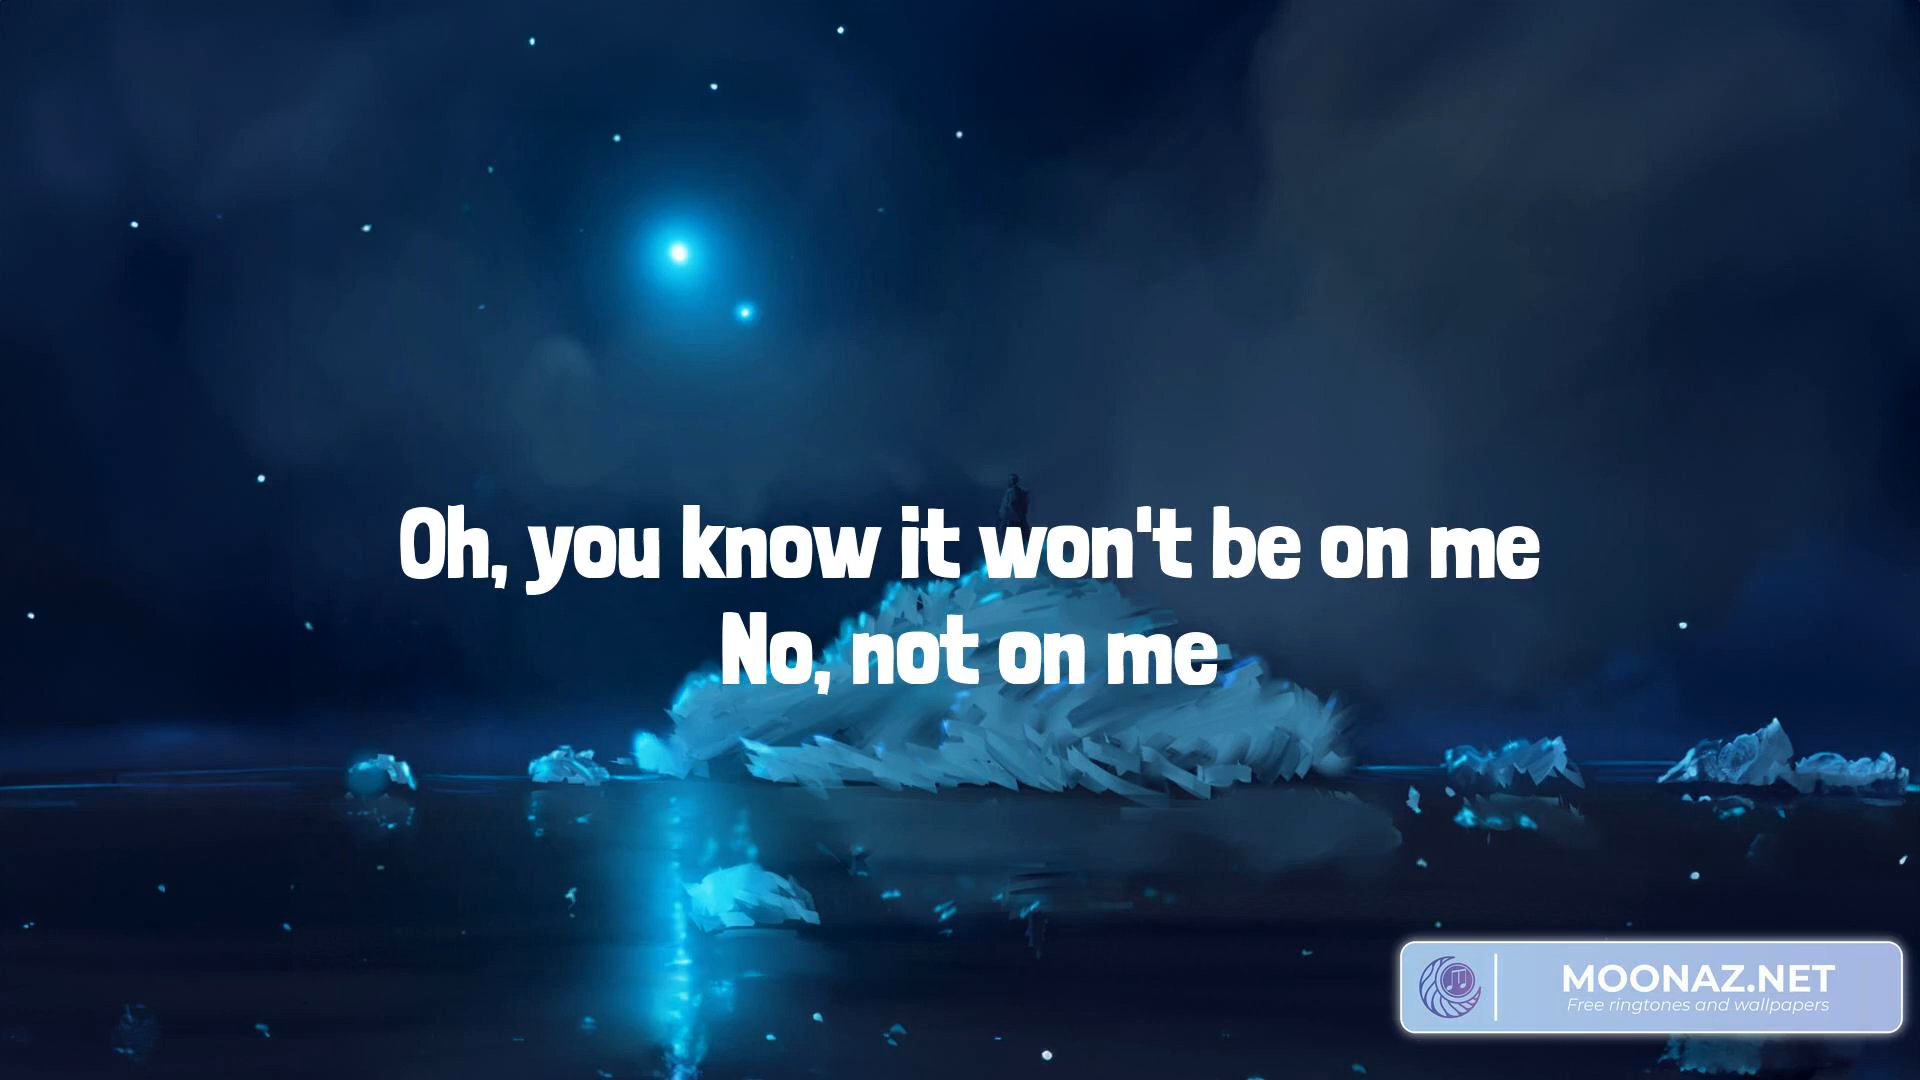 Oh, you know it won't be on me
No, not on me
MOONAZ.NET
Free ringtones and wallpapers